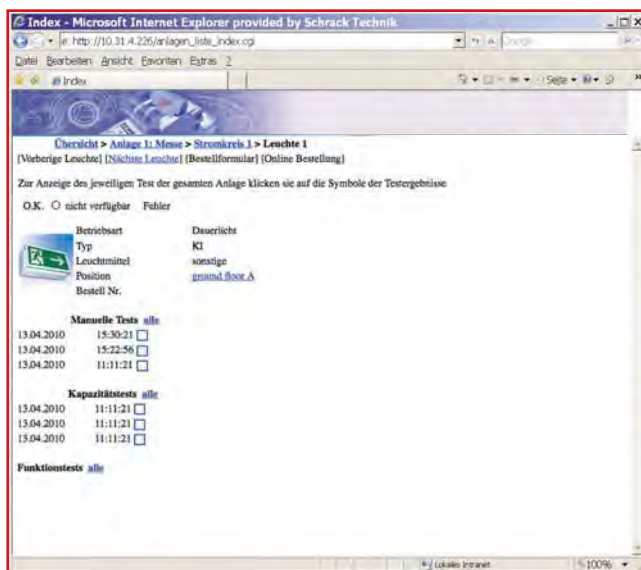 Index - Microsoft Internet Explorer provided by Schrack Technik
http://10.31.4.226/anlagen_liste_index.cgi
Datei Bearbeiten Ansicht Favoriten Extras ?
Index
Seite
Übersicht > Anlage 1: Messe > Stromkreis 1 > Leuchte 1
[Vorherige Leuchte] [Nächste Leuchte] [Bestellformular] [Online Bestellung]
Zur Anzeige des jeweiligen Test der gesamten Anlage klicken sie auf die Symbole der Testergebnisse
O.K. nicht verfügbar Fehler
Betriebsart Dauerlicht
Typ KI
Leuchtmittel sonstige
Position ground floor A
Bestell Nr.
Manuelle Tests alle
13.04.2010 15:30:21
13.04.2010 15:22:56
13.04.2010 11:11:21
Kapazitätstests alle
13.04.2010 11:11:21
13.04.2010 11:11:21
13.04.2010 11:11:21
Funktionstests alle
Lokales Intranet 100%